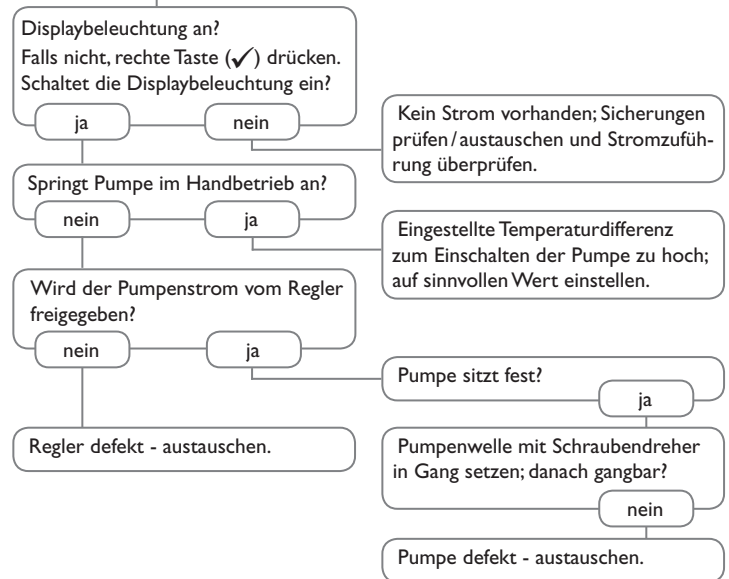 Displaybeleuchtung an?
Falls nicht, rechte Taste (✓) drücken.
Schaltet die Displaybeleuchtung ein?
ja
nein
Kein Strom vorhanden; Sicherungen
prüfen/austauschen und Stromzufüh-
rung überprüfen.
Springt Pumpe im Handbetrieb an?
nein
ja
Eingestellte Temperaturdifferenz
zum Einschalten der Pumpe zu hoch;
auf sinnvollen Wert einstellen.
Wird der Pumpenstrom vom Regler
freigegeben?
nein
ja
Pumpe sitzt fest?
ja
Regler defekt - austauschen.
Pumpenwelle mit Schraubendreher
in Gang setzen; danach gangbar?
nein
Pumpe defekt - austauschen.